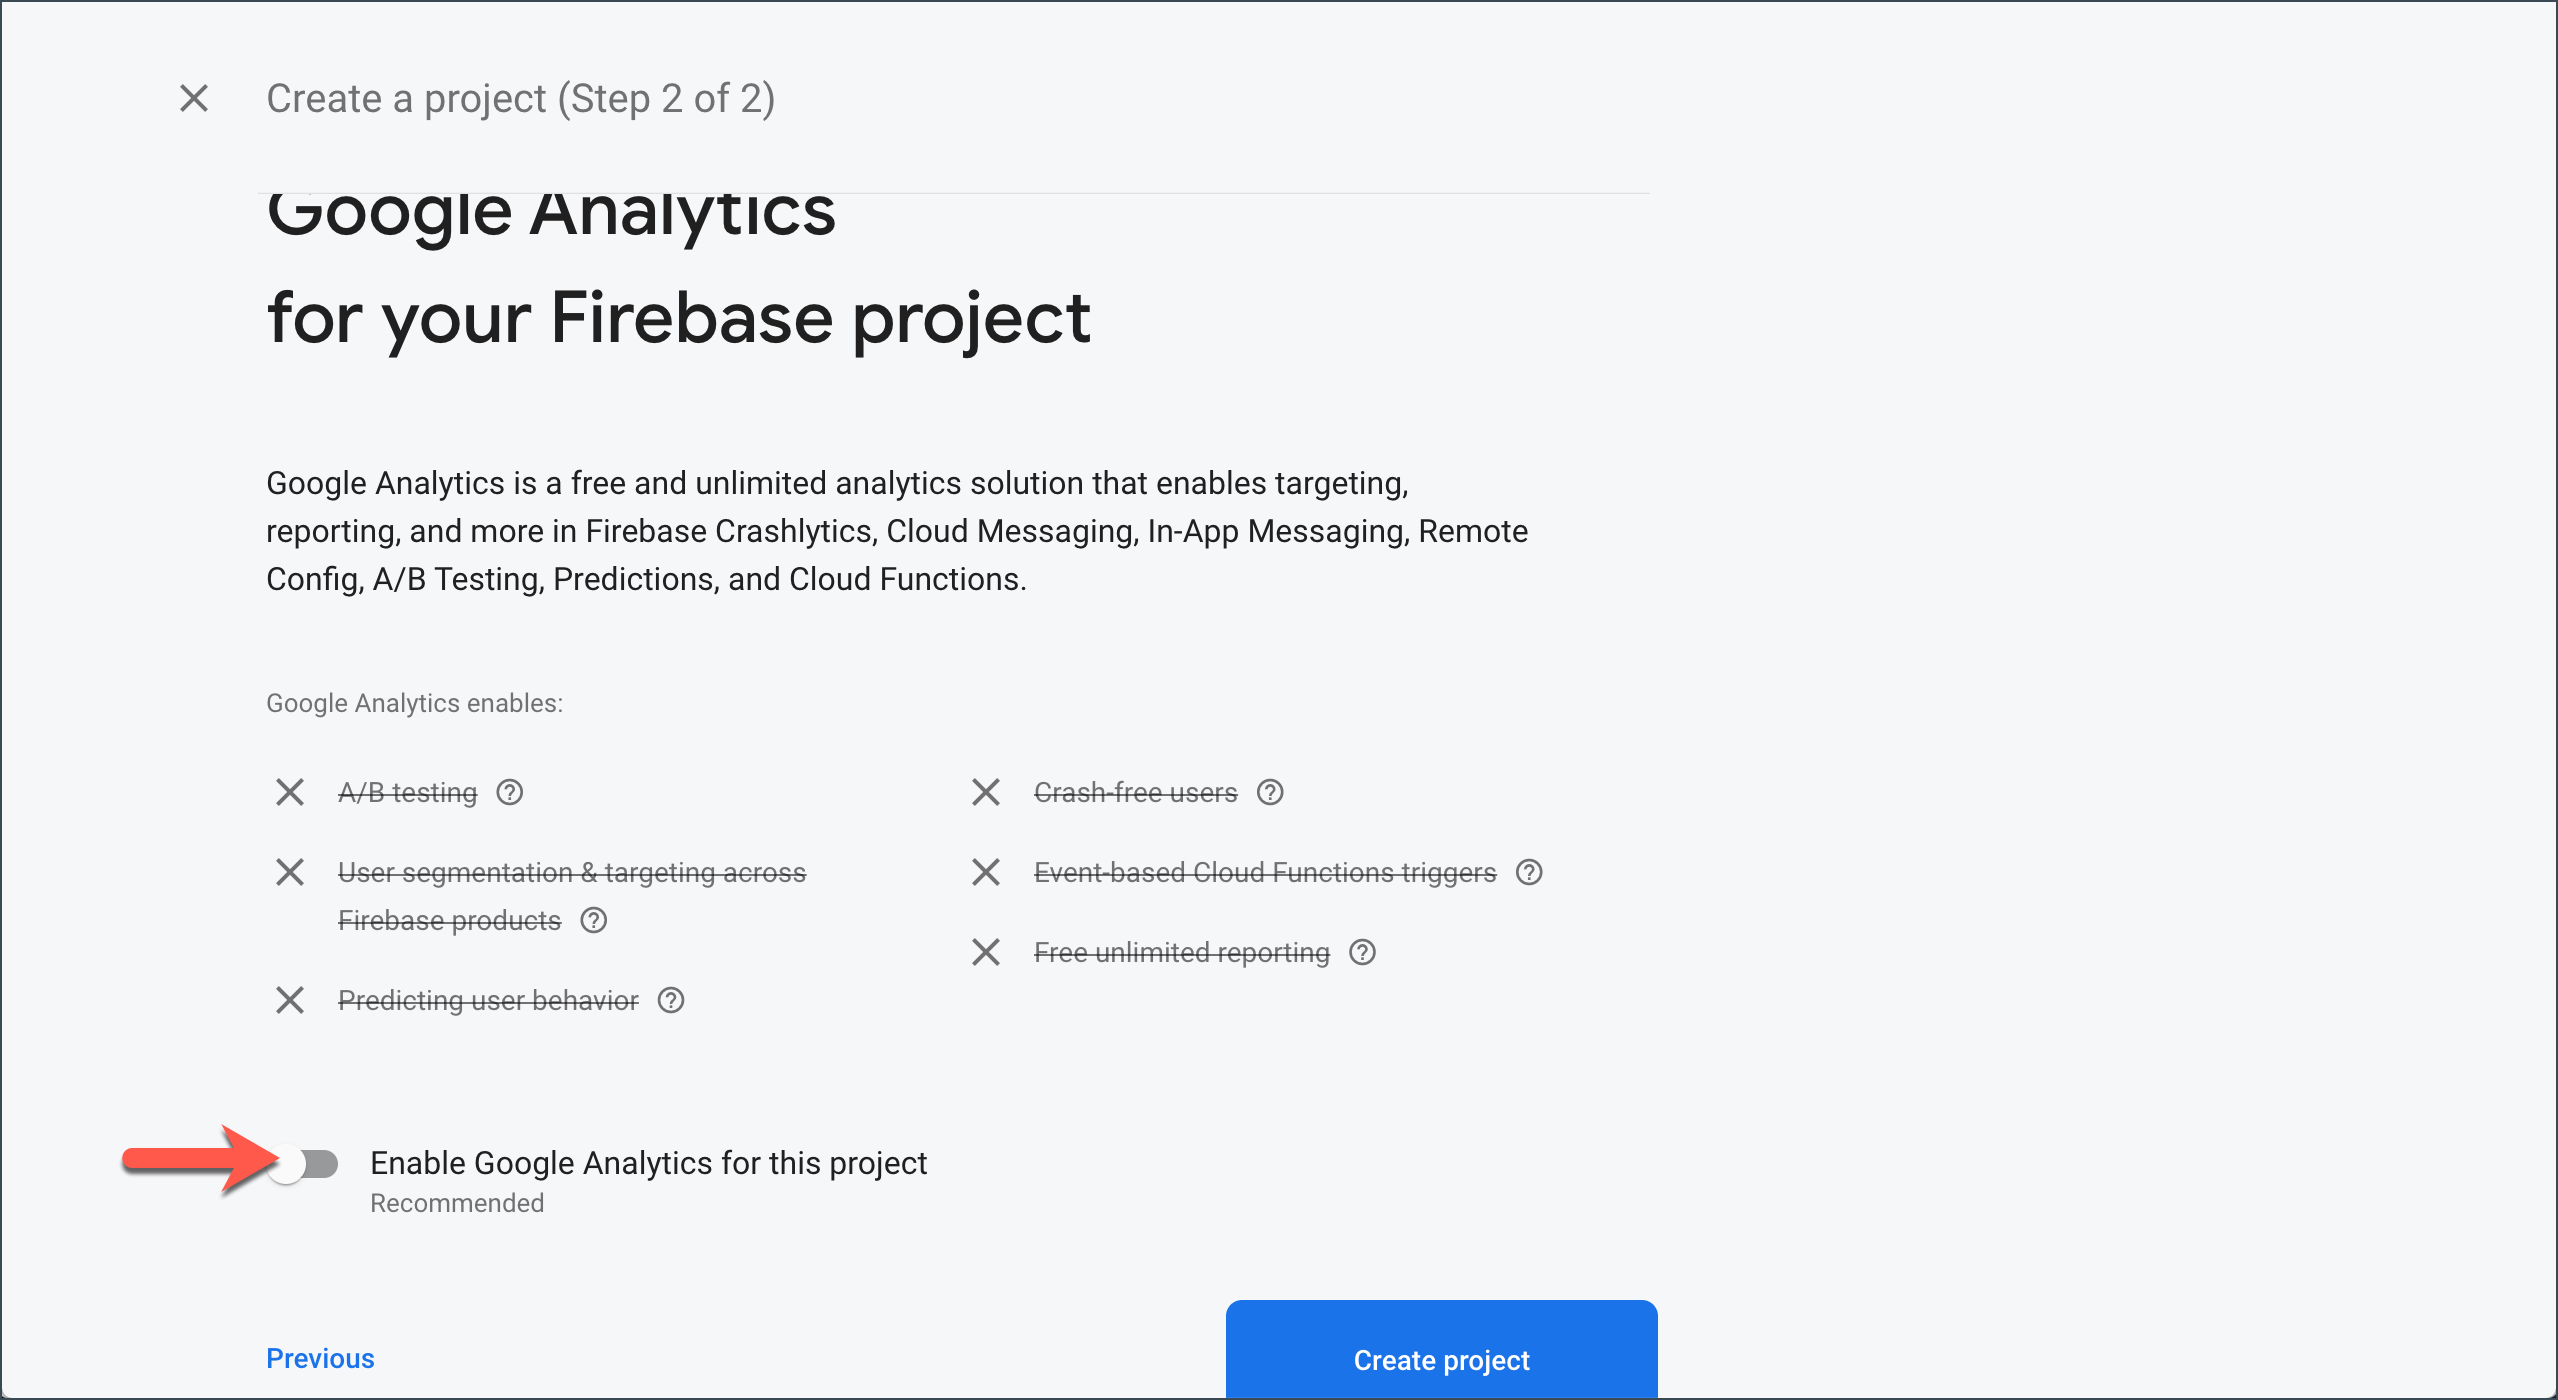 Create a project (Step 2 of 2)
Google Analytics
for your Firebase project
Google Analytics is a free and unlimited analytics solution that enables targeting,
reporting, and more in Firebase Crashlytics, Cloud Messaging, In-App Messaging, Remote
Config, A/B Testing, Predictions, and Cloud Functions.
Google Analytics enables:
A/B testing
User segmentation & targeting across
Firebase products
Predicting user behavior
Crash-free users
Event-based Cloud Functions triggers
Free unlimited reporting
Enable Google Analytics for this project
Recommended
Previous
Create project